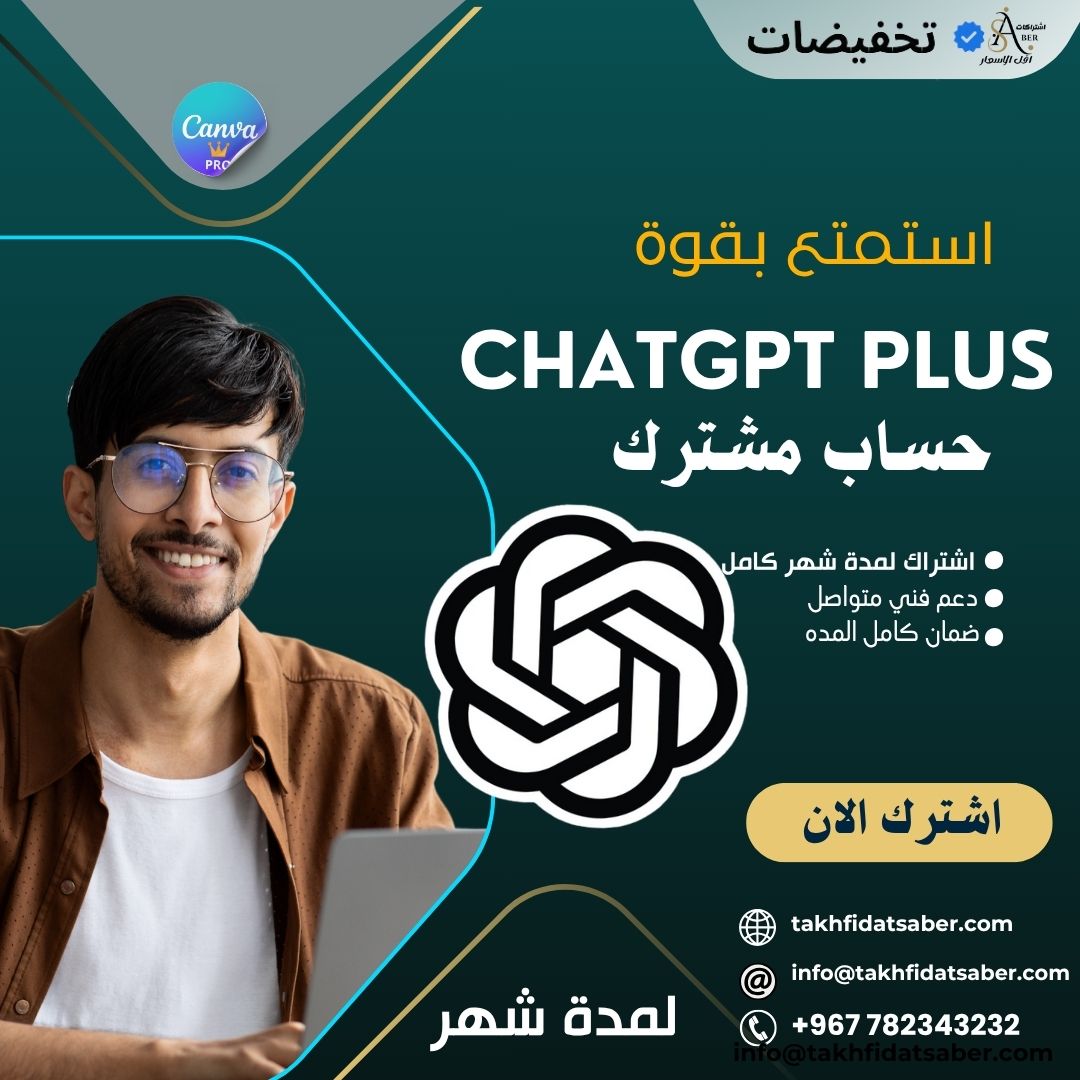 تخفيضات
اشتراكات
ABER
اقل الاسعار
Canva
PRO
استمتع بقوة
CHATGPT PLUS
حساب مشترك
اشتراك لمدة شهر كامل
دعم فني متواصل
ضمان كامل المده
اشترك الان
takhfidatsaber.com
info@takhfidatsaber.com
+967 782343232
info@takhfidatsaber.com
لمدة شهر